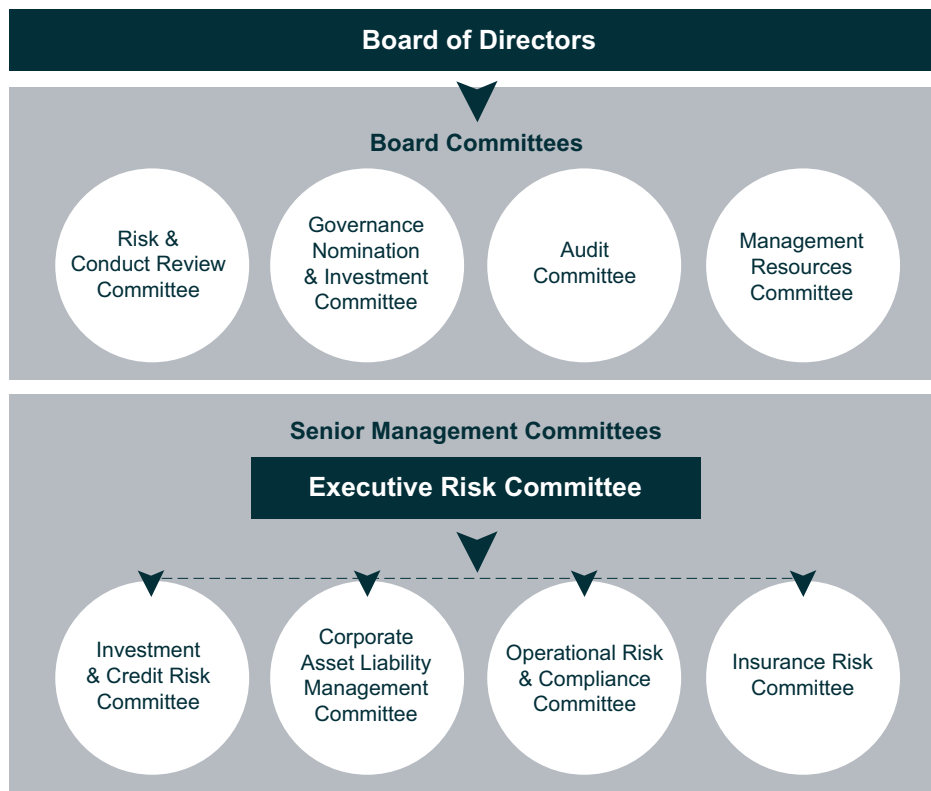 Board of Directors
Board Committees
Risk &
Conduct Review
Committee
Governance
Nomination
& Investment
Committee
Audit
Committee
Management
Resources
Committee
Senior Management Committees
Executive Risk Committee
Investment
& Credit Risk
Committee
Corporate
Asset Liability
Management
Committee
Operational Risk
& Compliance
Committee
Insurance Risk
Committee